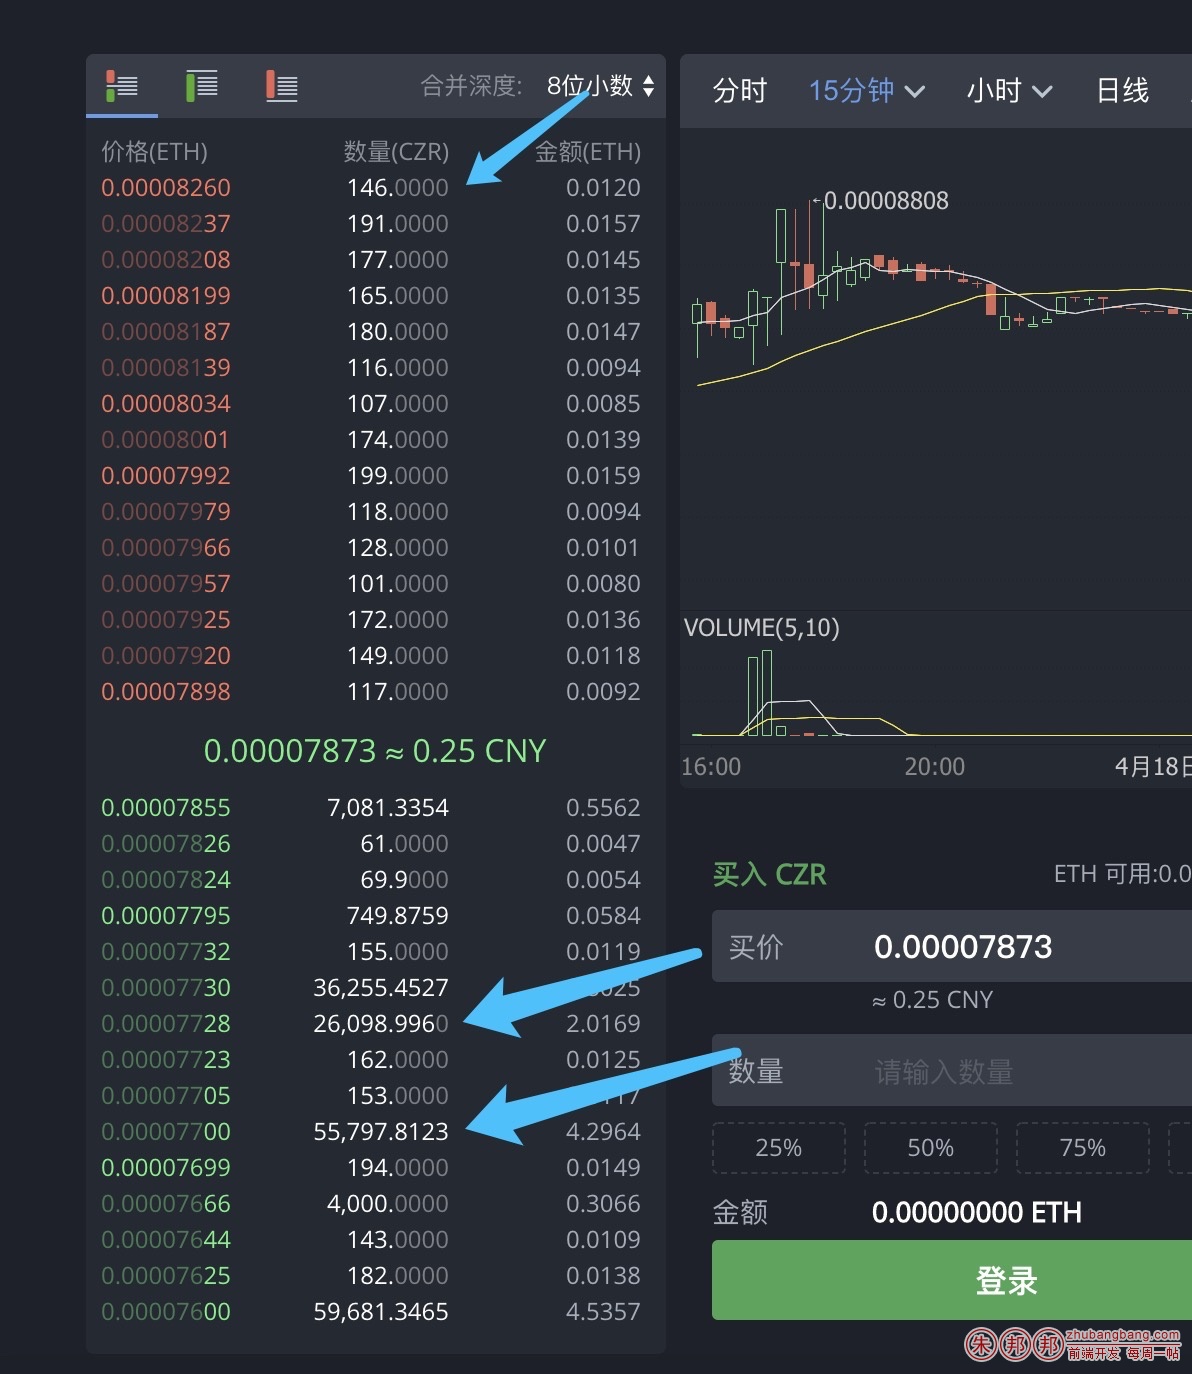 合并深度: 8位小数
价格(ETH) 数量(CZR) 金额(ETH)
0.00008260 146.0000 0.0120
0.00008237 191.0000 0.0157
0.00008208 177.0000 0.0145
0.00008199 165.0000 0.0135
0.00008187 180.0000 0.0147
0.00008139 116.0000 0.0094
0.00008034 107.0000 0.0085
0.00008001 174.0000 0.0139
0.00007992 199.0000 0.0159
0.00007979 118.0000 0.0094
0.00007966 128.0000 0.0101
0.00007957 101.0000 0.0080
0.00007925 172.0000 0.0136
0.00007920 149.0000 0.0118
0.00007898 117.0000 0.0092
0.00007873 ≈ 0.25 CNY
0.00007855 7,081.3354 0.5562
0.00007826 61.0000 0.0047
0.00007824 69.9000 0.0054
0.00007795 749.8759 0.0584
0.00007732 155.0000 0.0119
0.00007730 36,255.4527
0.00007728 26,098.9960 2.0169
0.00007723 162.0000 0.0125
0.00007705 153.0000
0.00007700 55,797.8123 4.2964
0.00007699 194.0000 0.0149
0.00007666 4,000.0000 0.3066
0.00007644 143.0000 0.0109
0.00007625 182.0000 0.0138
0.00007600 59,681.3465 4.5357
分时 15分钟 小时 日线
0.00008808
VOLUME(5,10)
16:00 20:00 4月18日
买入 CZR ETH 可用:0.0
买价 0.00007873
≈ 0.25 CNY
数量 请输入数量
25% 50% 75%
金额 0.00000000 ETH
登录
朱邦邦 zhubangbang.com
前端开发 每周一帖